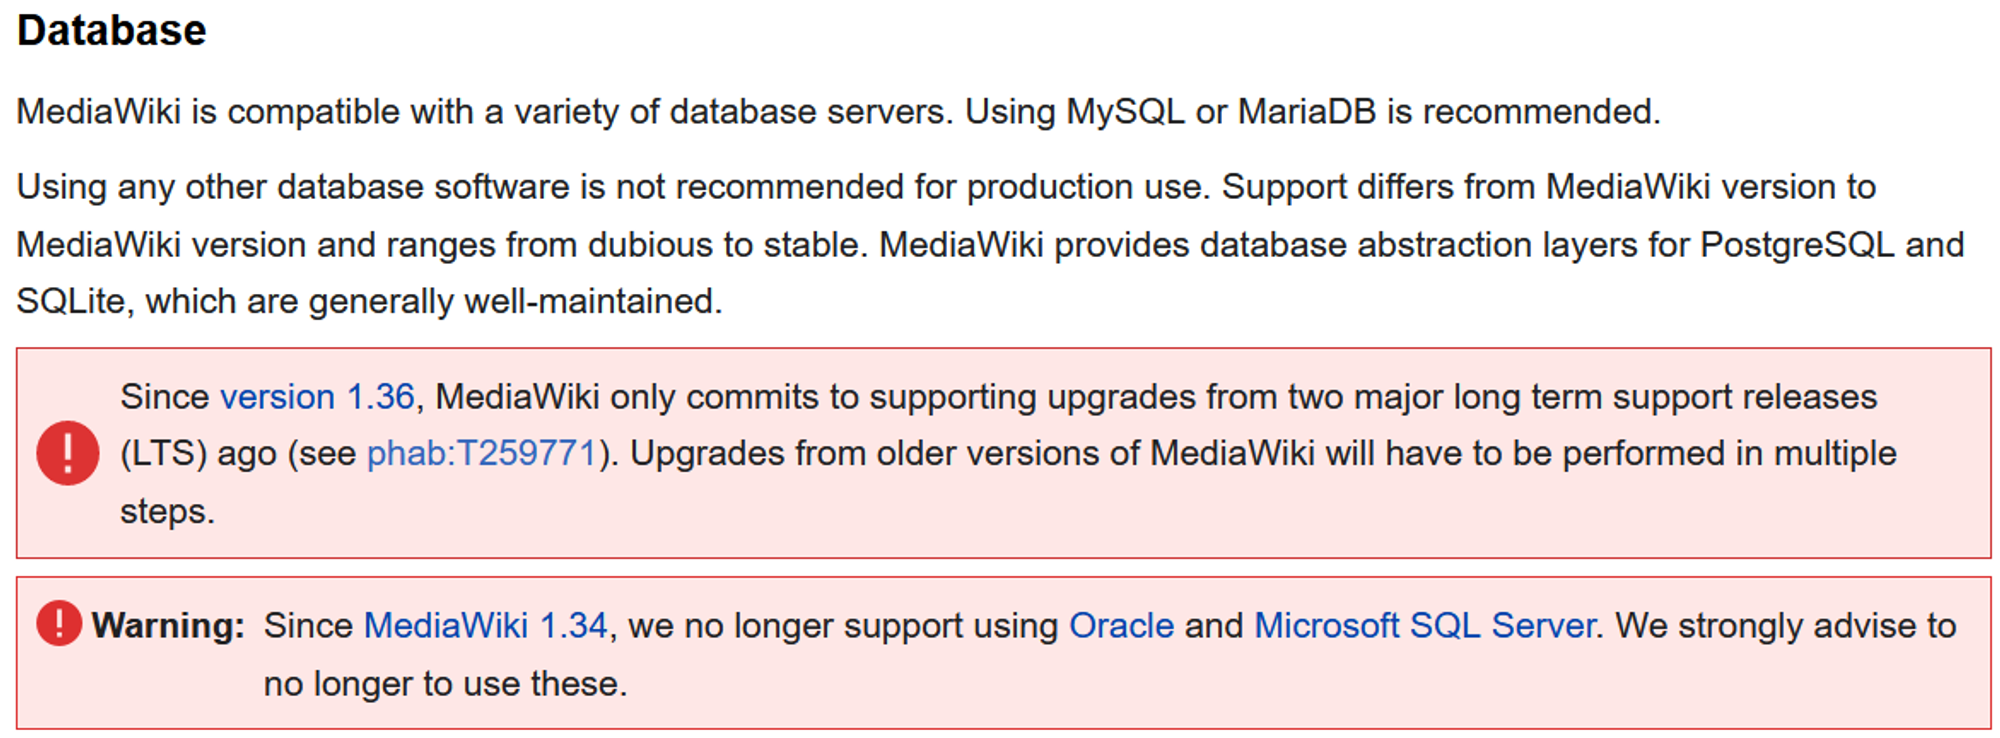 Database
MediaWiki is compatible with a variety of database servers. Using MySQL or MariaDB is recommended.
Using any other database software is not recommended for production use. Support differs from MediaWiki version to
MediaWiki version and ranges from dubious to stable. MediaWiki provides database abstraction layers for PostgreSQL and
SQLite, which are generally well-maintained.
Since version 1.36, MediaWiki only commits to supporting upgrades from two major long term support releases
(LTS) ago (see phab:T259771). Upgrades from older versions of MediaWiki will have to be performed in multiple
steps.
Warning: Since MediaWiki 1.34, we no longer support using Oracle and Microsoft SQL Server. We strongly advise to
no longer to use these.